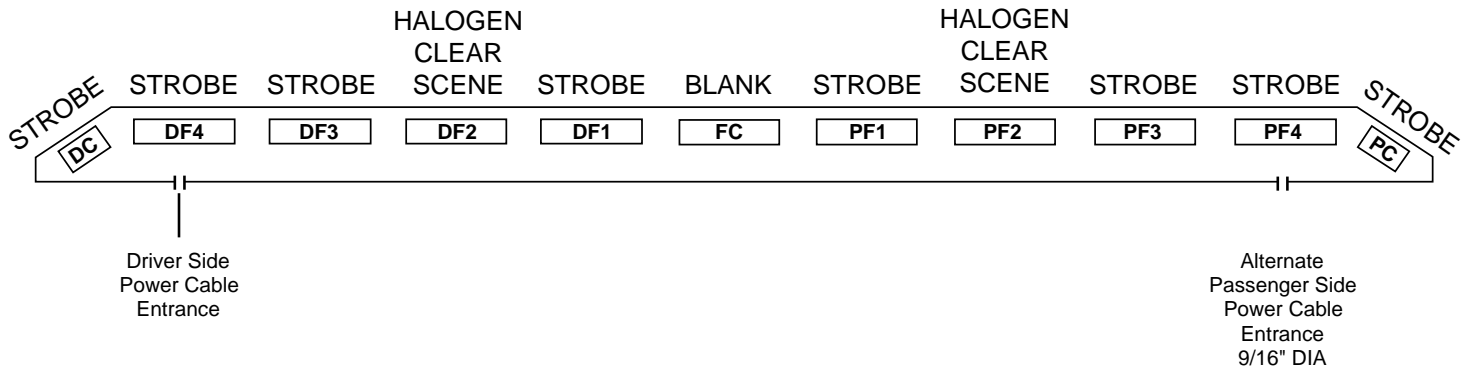 HALOGEN
CLEAR
SCENE
HALOGEN
CLEAR
SCENE
STROBE
STROBE
STROBE
STROBE
BLANK
STROBE
STROBE
STROBE
STROBE
DC
DF4
DF3
DF2
DF1
FC
PF1
PF2
PF3
PF4
PC
Driver Side
Power Cable
Entrance
Alternate
Passenger Side
Power Cable
Entrance
9/16" DIA